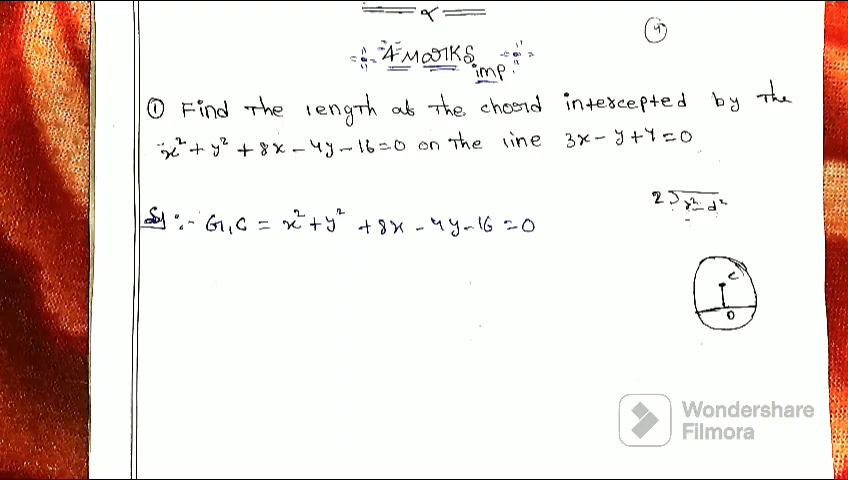 4
4 Marks
imp
① Find The length of The chord intercepted by the
x² + y² + 8x - 4y - 16 = 0 on the line 3x - y + 4 = 0
2√r²-d²
Sol :- G1, C = x² + y² + 8x - 4y - 16 = 0
C
D
Wondershare
Filmora